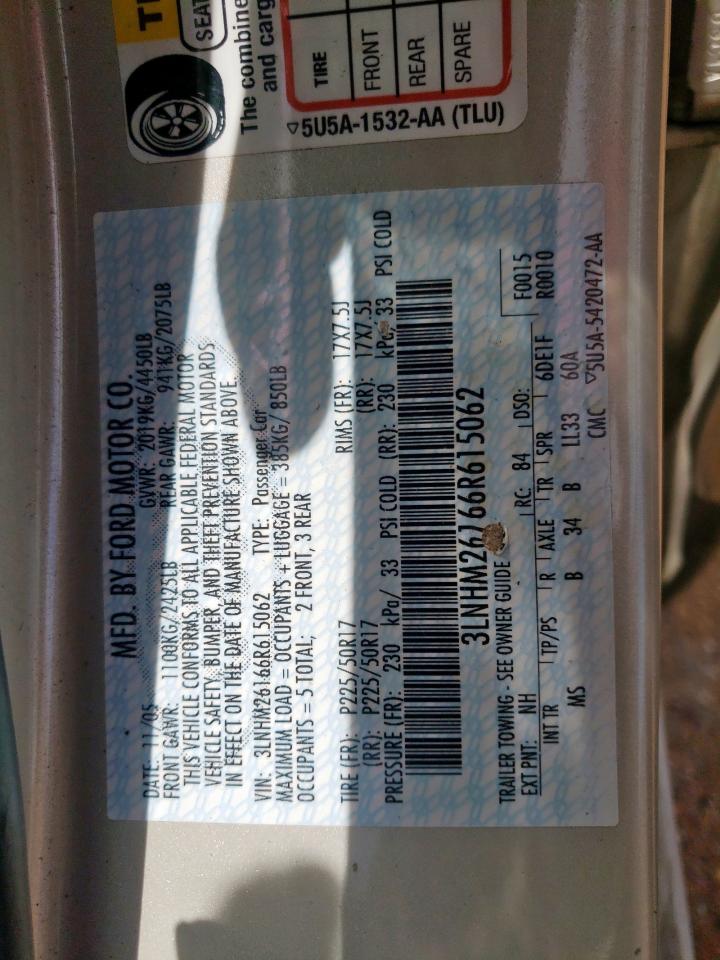 MFD. BY FORD MOTOR CO.
DATE: 11/05 GVWR: 2019KG/4450LB
FRONT GAWR: 1100KG/2425LB REAR GAWR: 941KG/2075LB
THIS VEHICLE CONFORMS TO ALL APPLICABLE FEDERAL MOTOR
VEHICLE SAFETY, BUMPER, AND THEFT PREVENTION STANDARDS
IN EFFECT ON THE DATE OF MANUFACTURE SHOWN ABOVE.
VIN: 3LNHM26166R615062 TYPE: Passenger Car
MAXIMUM LOAD = OCCUPANTS + LUGGAGE = 385KG/ 850LB
OCCUPANTS = 5 TOTAL; 2 FRONT, 3 REAR
TIRE (FR): P225/50R17 RIMS (FR): 17X7.5J
(RR): P225/50R17 (RR): 17X7.5J
PRESSURE (FR): 230 kPa/ 33 PSI COLD (RR): 230 kPa/ 33 PSI COLD
3LNHM26166R615062
TRAILER TOWING - SEE OWNER GUIDE
EXT PNT: NH RC: 84 DSO: F0015
R0010
INT TR TP/PS R AXLE TR SPR 6DE1F
MS B 34 B LL33 60A
CMC ▽5U5A-5420472-AA
SEAT
The combine
and carg
TIRE
FRONT
REAR
SPARE
▽5U5A-1532-AA (TLU)